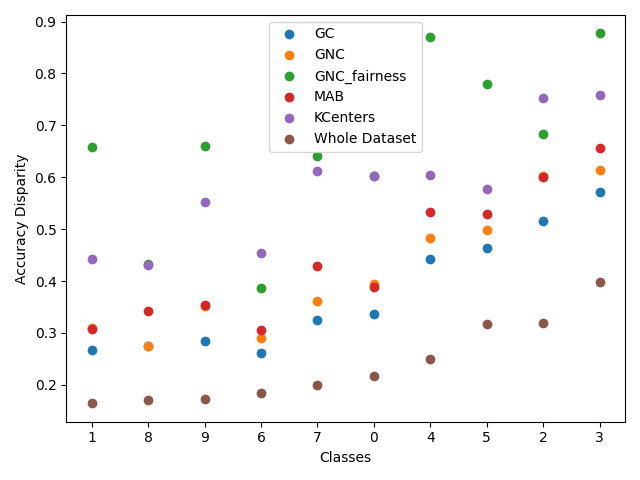 GC
GNC
GNC_fairness
MAB
KCenters
Whole Dataset
0.9
0.8
0.7
0.6
0.5
0.4
0.3
0.2
Accuracy Disparity
1 8 9 6 7 0 4 5 2 3
Classes